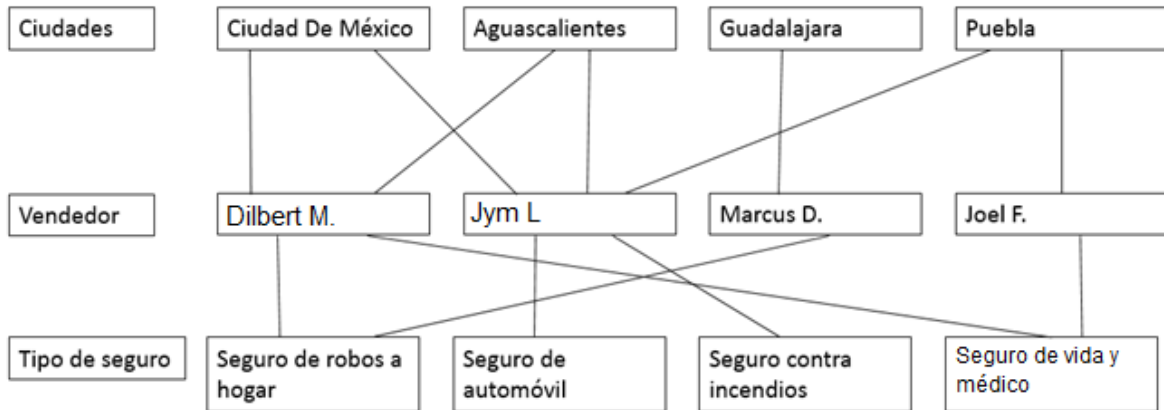 Ciudades
Ciudad De México
Aguascalientes
Guadalajara
Puebla
Vendedor
Dilbert M.
Jym L
Marcus D.
Joel F.
Tipo de seguro
Seguro de robos a
hogar
Seguro de
automóvil
Seguro contra
incendios
Seguro de vida y
médico